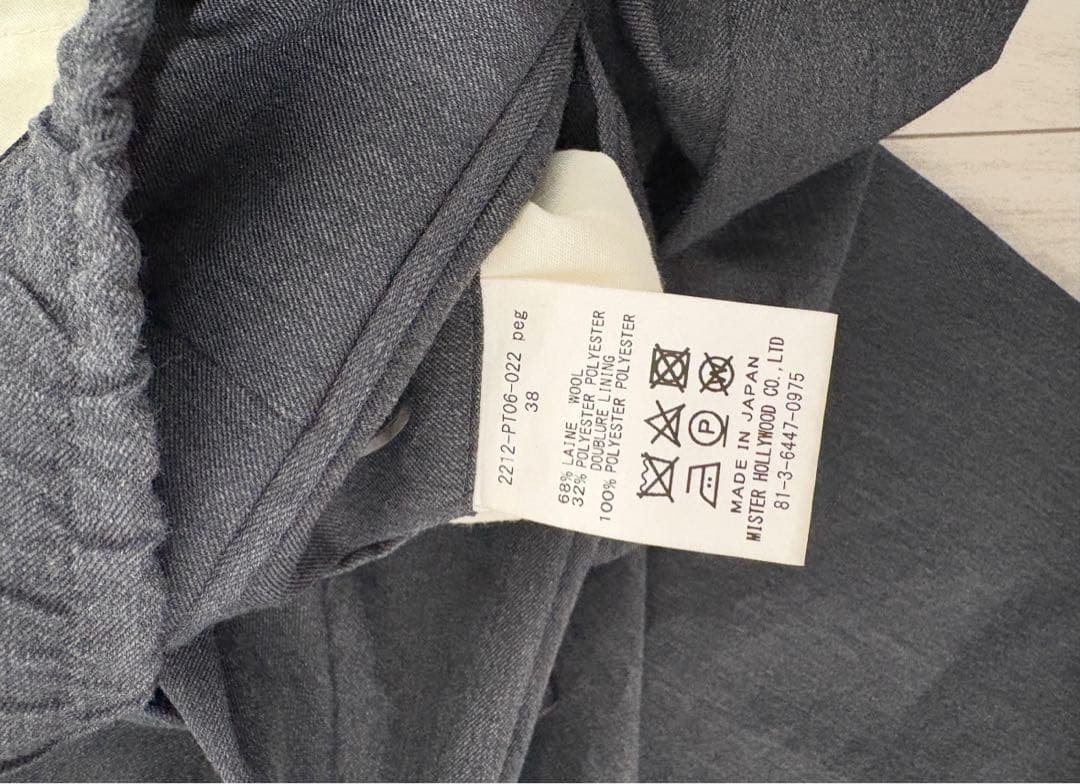 2212-PT06-022 peg
38
68% LAINE WOOL
32% POLYESTER POLYESTER
DOUBLURE LINING
100% POLYESTER POLYESTER
P
W
MADE IN JAPAN
MISTER HOLLYWOOD CO.,LTD
81-3-6447-0975